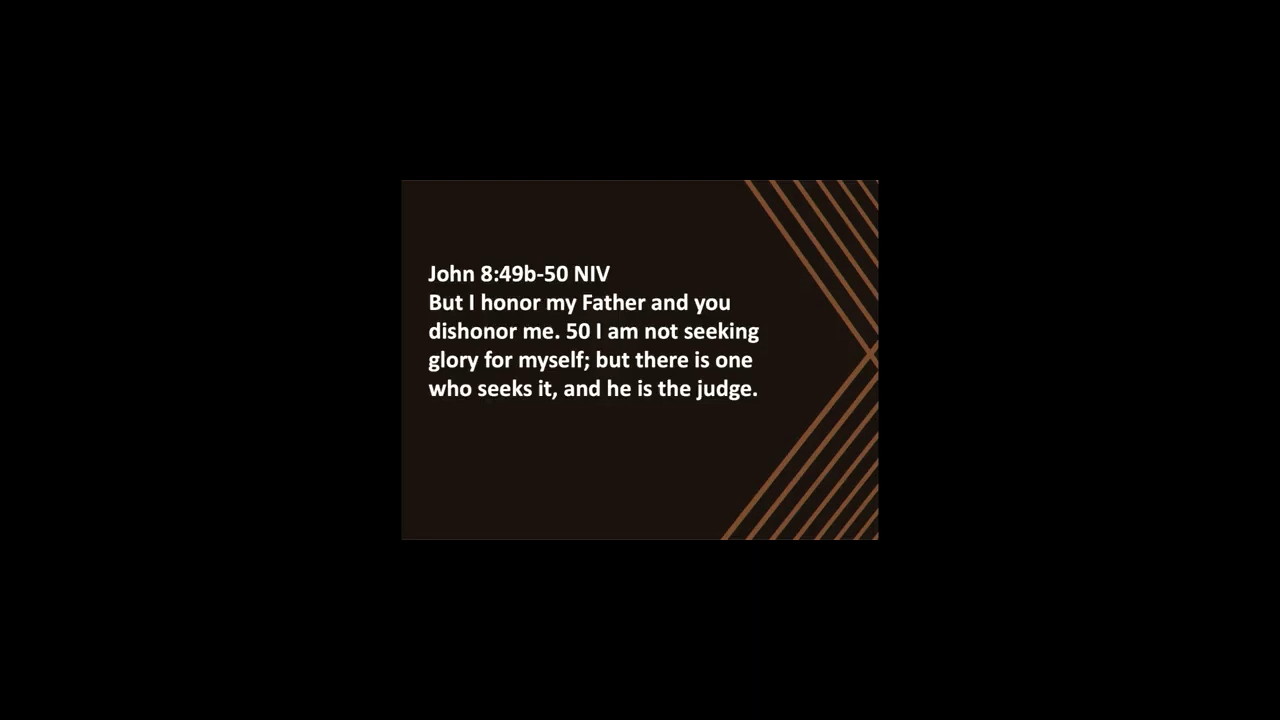 John 8:49b-50 NIV
But I honor my Father and you
dishonor me. 50 I am not seeking
glory for myself; but there is one
who seeks it, and he is the judge.